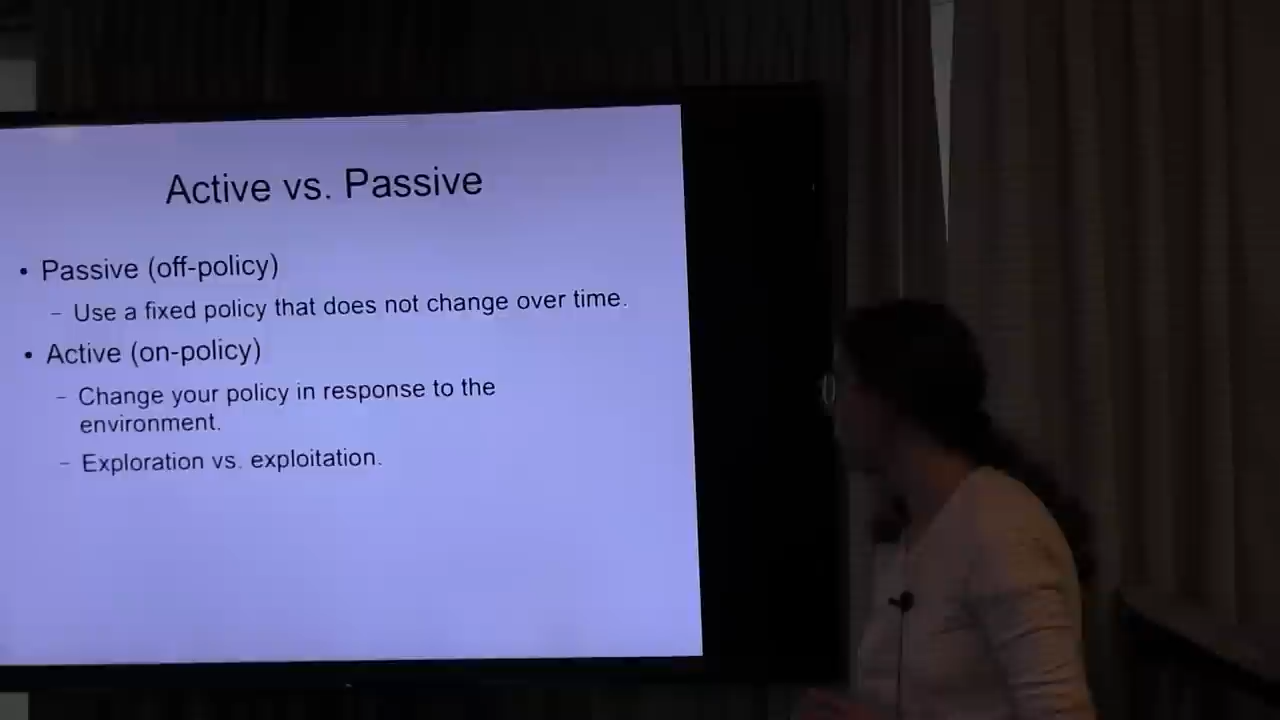 Active vs. Passive
• Passive (off-policy)
– Use a fixed policy that does not change over time.
• Active (on-policy)
– Change your policy in response to the
environment.
– Exploration vs. exploitation.